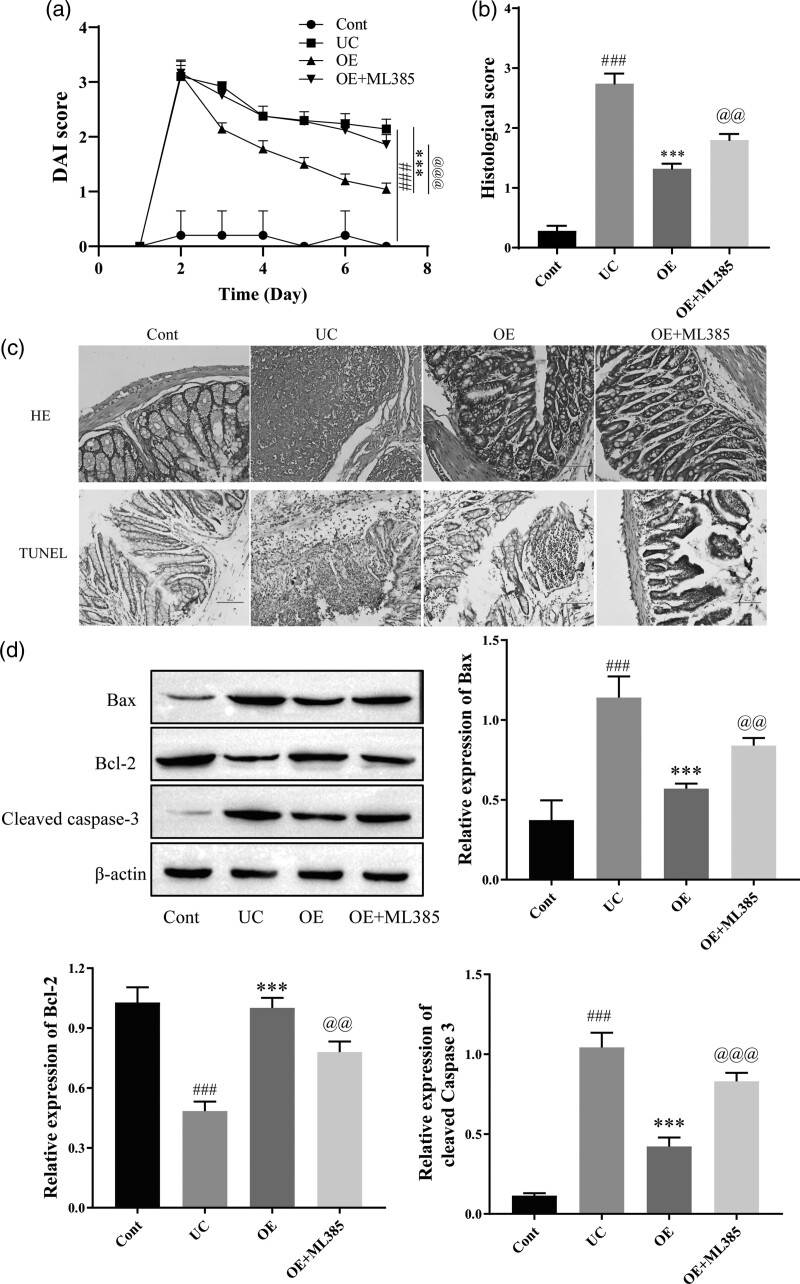 (a)
Cont
UC
OE
OE+ML385
DAI score
4
3
2
1
0
0 2 4 6 8
Time (Day)
###
***
@@@
(b)
Histological score
4
3
2
1
0
###
***
@@
Cont
UC
OE
OE+ML385
(c)
Cont UC OE OE+ML385
HE
TUNEL
(d)
Bax
Bcl-2
Cleaved caspase-3
β-actin
Cont UC OE OE+ML385
Relative expression of Bax
1.5
1.0
0.5
0.0
###
***
@@
Cont
UC
OE
OE+ML385
Relative expression of Bcl-2
1.2
0.9
0.6
0.3
0.0
###
***
@@
Cont
UC
OE
OE+ML385
Relative expression of
cleaved Caspase 3
1.5
1.0
0.5
0.0
###
***
@@@
Cont
UC
OE
OE+ML385